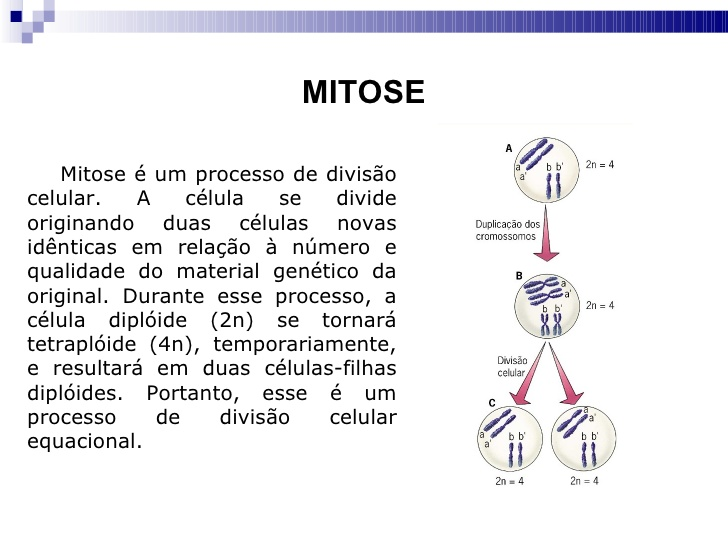 MITOSE
Mitose é um processo de divisão
celular. A célula se divide
originando duas células novas
idênticas em relação à número e
qualidade do material genético da
original. Durante esse processo, a
célula diplóide (2n) se tornará
tetraplóide (4n), temporariamente,
e resultará em duas células-filhas
diplóides. Portanto, esse é um
processo de divisão celular
equacional.
A
a
a'
b b'
2n = 4
Duplicação dos
cromossomos
B
a
a'
b b'
2n = 4
Divisão
celular
C
a
a'
b b'
2n = 4
a
a'
b b'
2n = 4